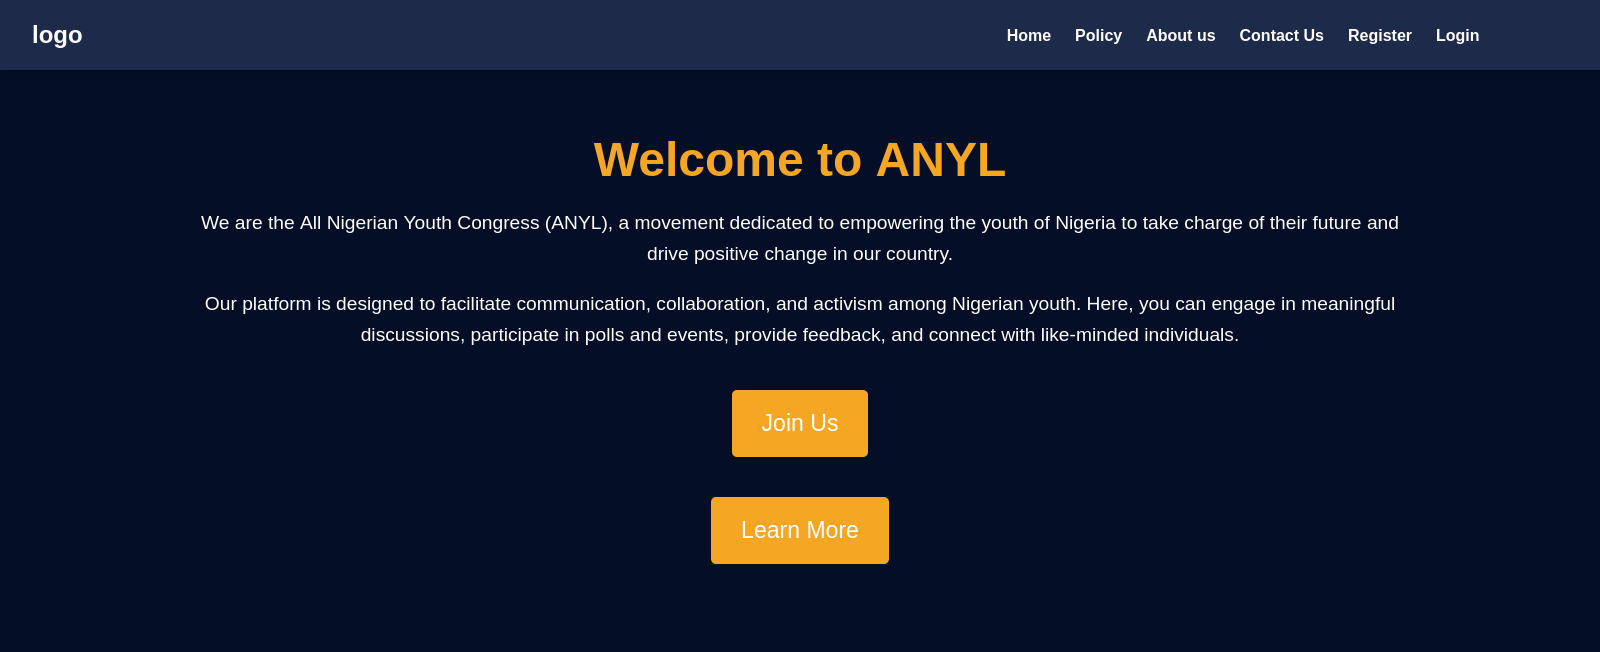 logo
Home Policy About us Contact Us Register Login
Welcome to ANYL
We are the All Nigerian Youth Congress (ANYL), a movement dedicated to empowering the youth of Nigeria to take charge of their future and
drive positive change in our country.
Our platform is designed to facilitate communication, collaboration, and activism among Nigerian youth. Here, you can engage in meaningful
discussions, participate in polls and events, provide feedback, and connect with like-minded individuals.
Join Us
Learn More